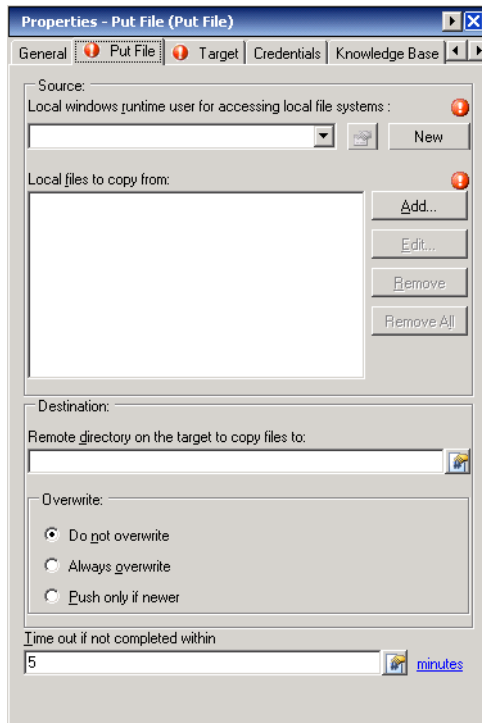 Properties - Put File (Put File)
General Put File Target Credentials Knowledge Base
Source:
Local windows runtime user for accessing local file systems :
New
Local files to copy from:
Add...
Edit...
Remove
Remove All
Destination:
Remote directory on the target to copy files to:
Overwrite:
Do not overwrite
Always overwrite
Push only if newer
Time out if not completed within
5 minutes